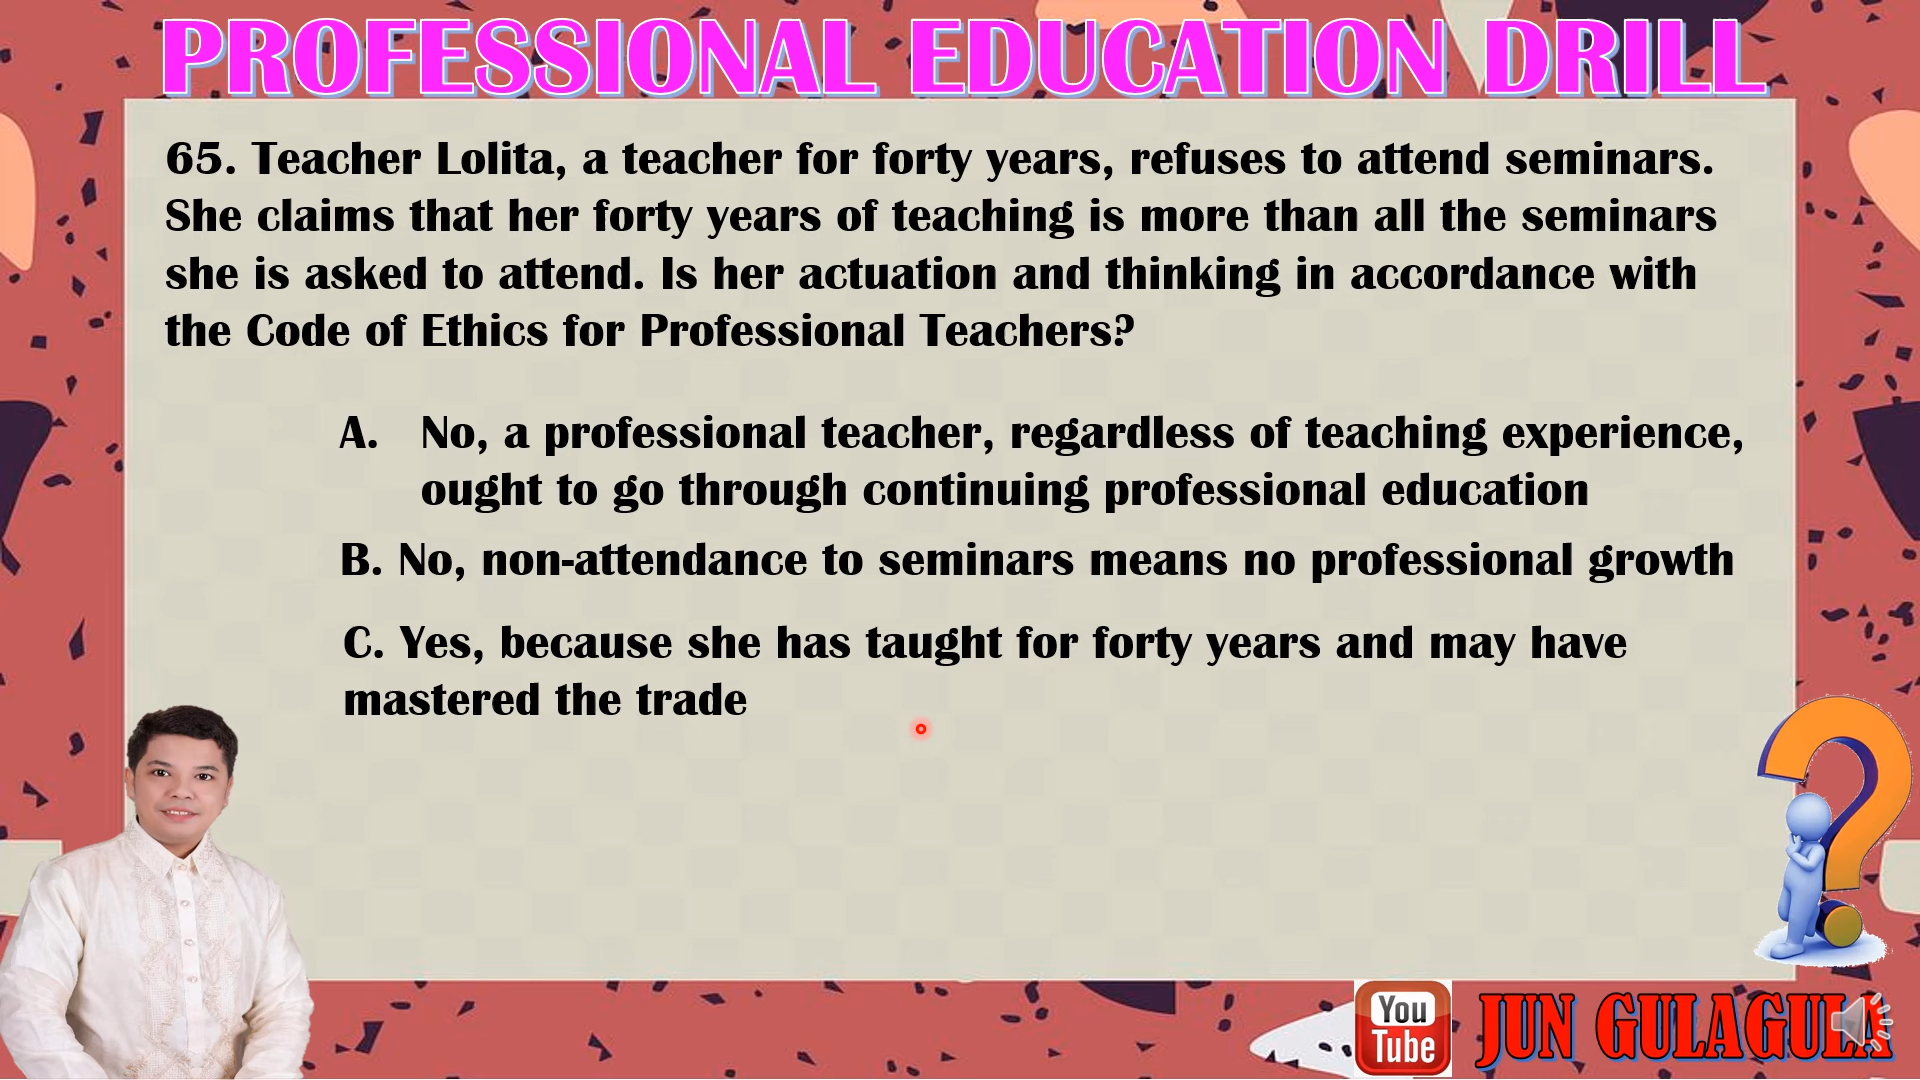 PROFESSIONAL EDUCATION DRILL
65. Teacher Lolita, a teacher for forty years, refuses to attend seminars.
She claims that her forty years of teaching is more than all the seminars
she is asked to attend. Is her actuation and thinking in accordance with
the Code of Ethics for Professional Teachers?
A. No, a professional teacher, regardless of teaching experience,
ought to go through continuing professional education
B. No, non-attendance to seminars means no professional growth
C. Yes, because she has taught for forty years and may have
mastered the trade
You
Tube
JUN GULAGULA